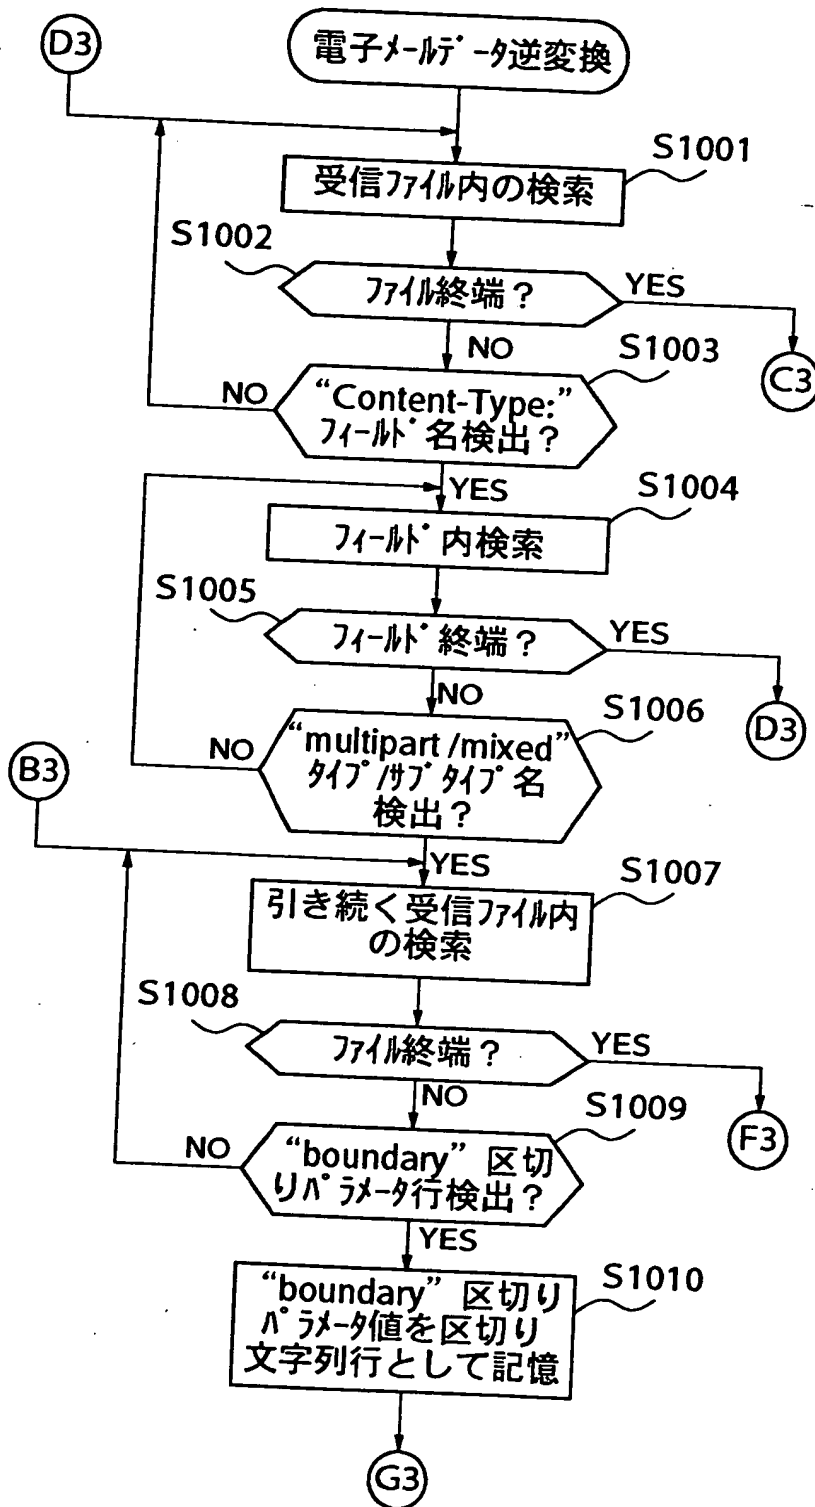 D3
電子メールデータ逆変換
S1001
受信ファイル内の検索
S1002
ファイル終端？
YES
C3
NO
S1003
NO
“Content-Type:”
フィールド名検出？
YES
S1004
フィールド内検索
S1005
フィールド終端？
YES
D3
NO
S1006
NO
“multipart/mixed”
タイプ/サブタイプ名
検出？
B3
YES
S1007
引き続く受信ファイル内
の検索
S1008
ファイル終端？
YES
F3
NO
S1009
NO
“boundary” 区切
りパラメータ行検出？
YES
S1010
“boundary” 区切り
パラメータ値を区切り
文字列行として記憶
G3